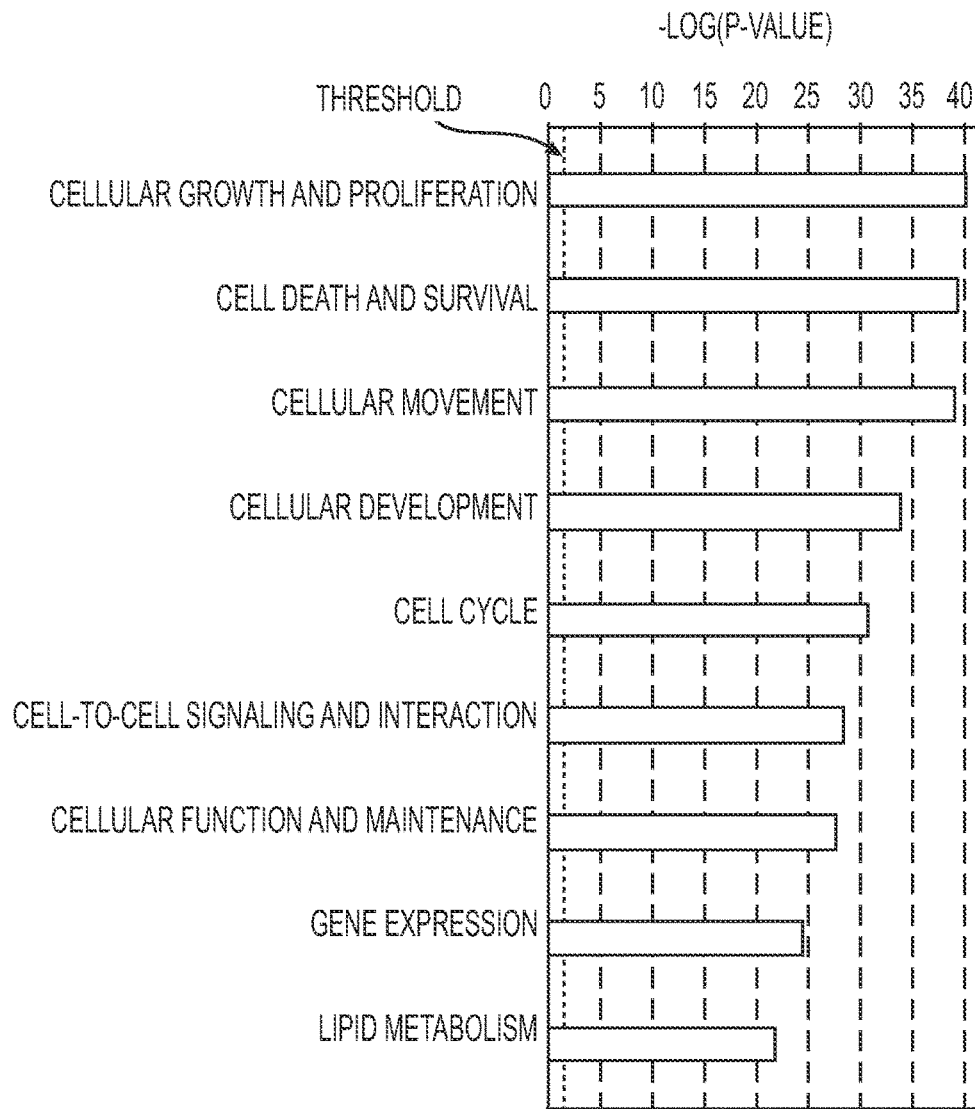 -LOG(P-VALUE)
THRESHOLD
0 5 10 15 20 25 30 35 40
CELLULAR GROWTH AND PROLIFERATION
CELL DEATH AND SURVIVAL
CELLULAR MOVEMENT
CELLULAR DEVELOPMENT
CELL CYCLE
CELL-TO-CELL SIGNALING AND INTERACTION
CELLULAR FUNCTION AND MAINTENANCE
GENE EXPRESSION
LIPID METABOLISM